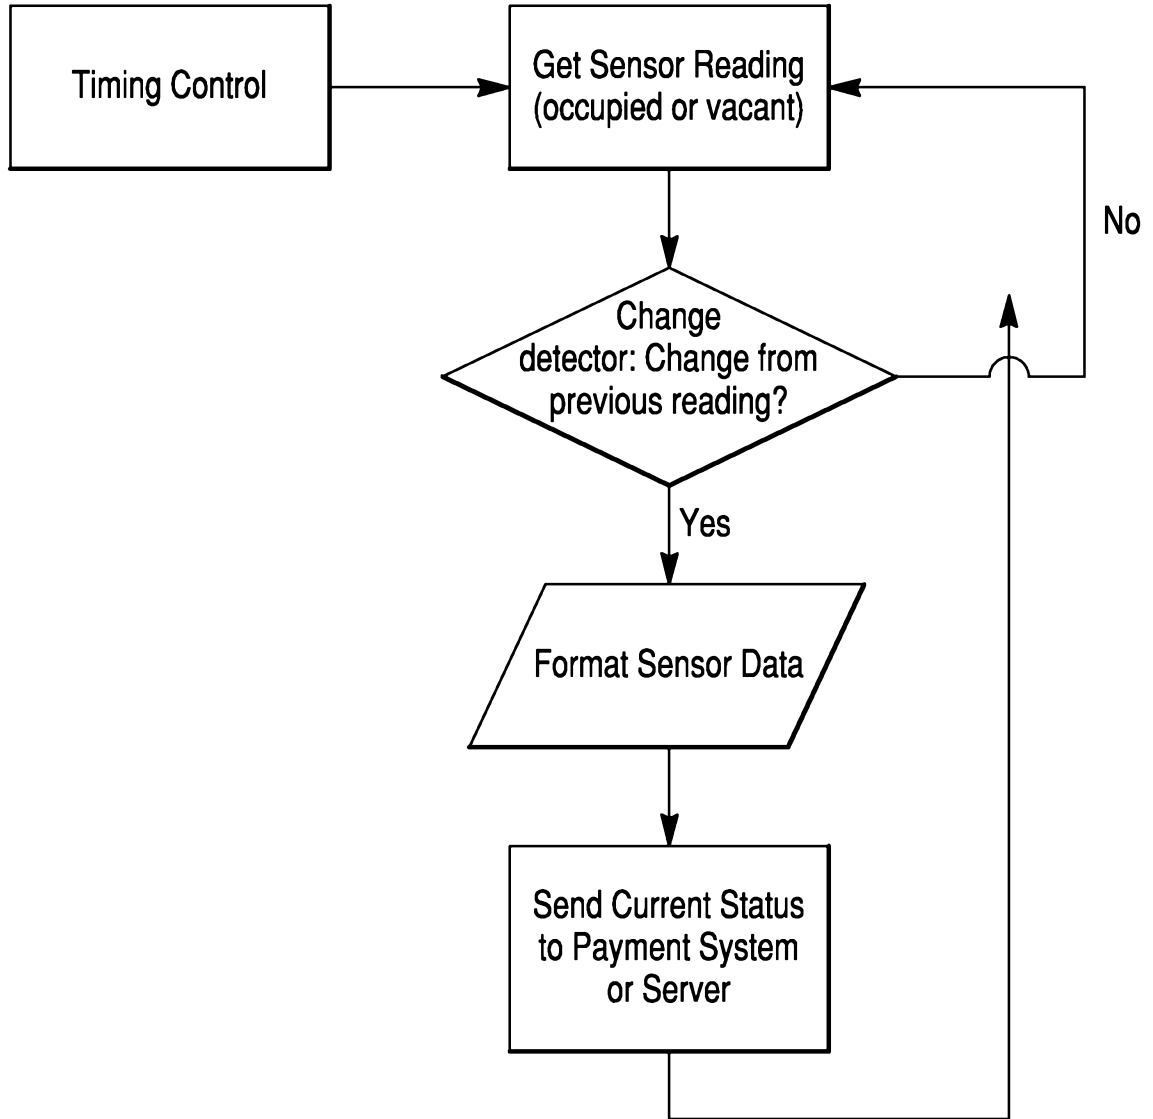 Timing Control
Get Sensor Reading
(occupied or vacant)
No
Change
detector: Change from
previous reading?
Yes
Format Sensor Data
Send Current Status
to Payment System
or Server